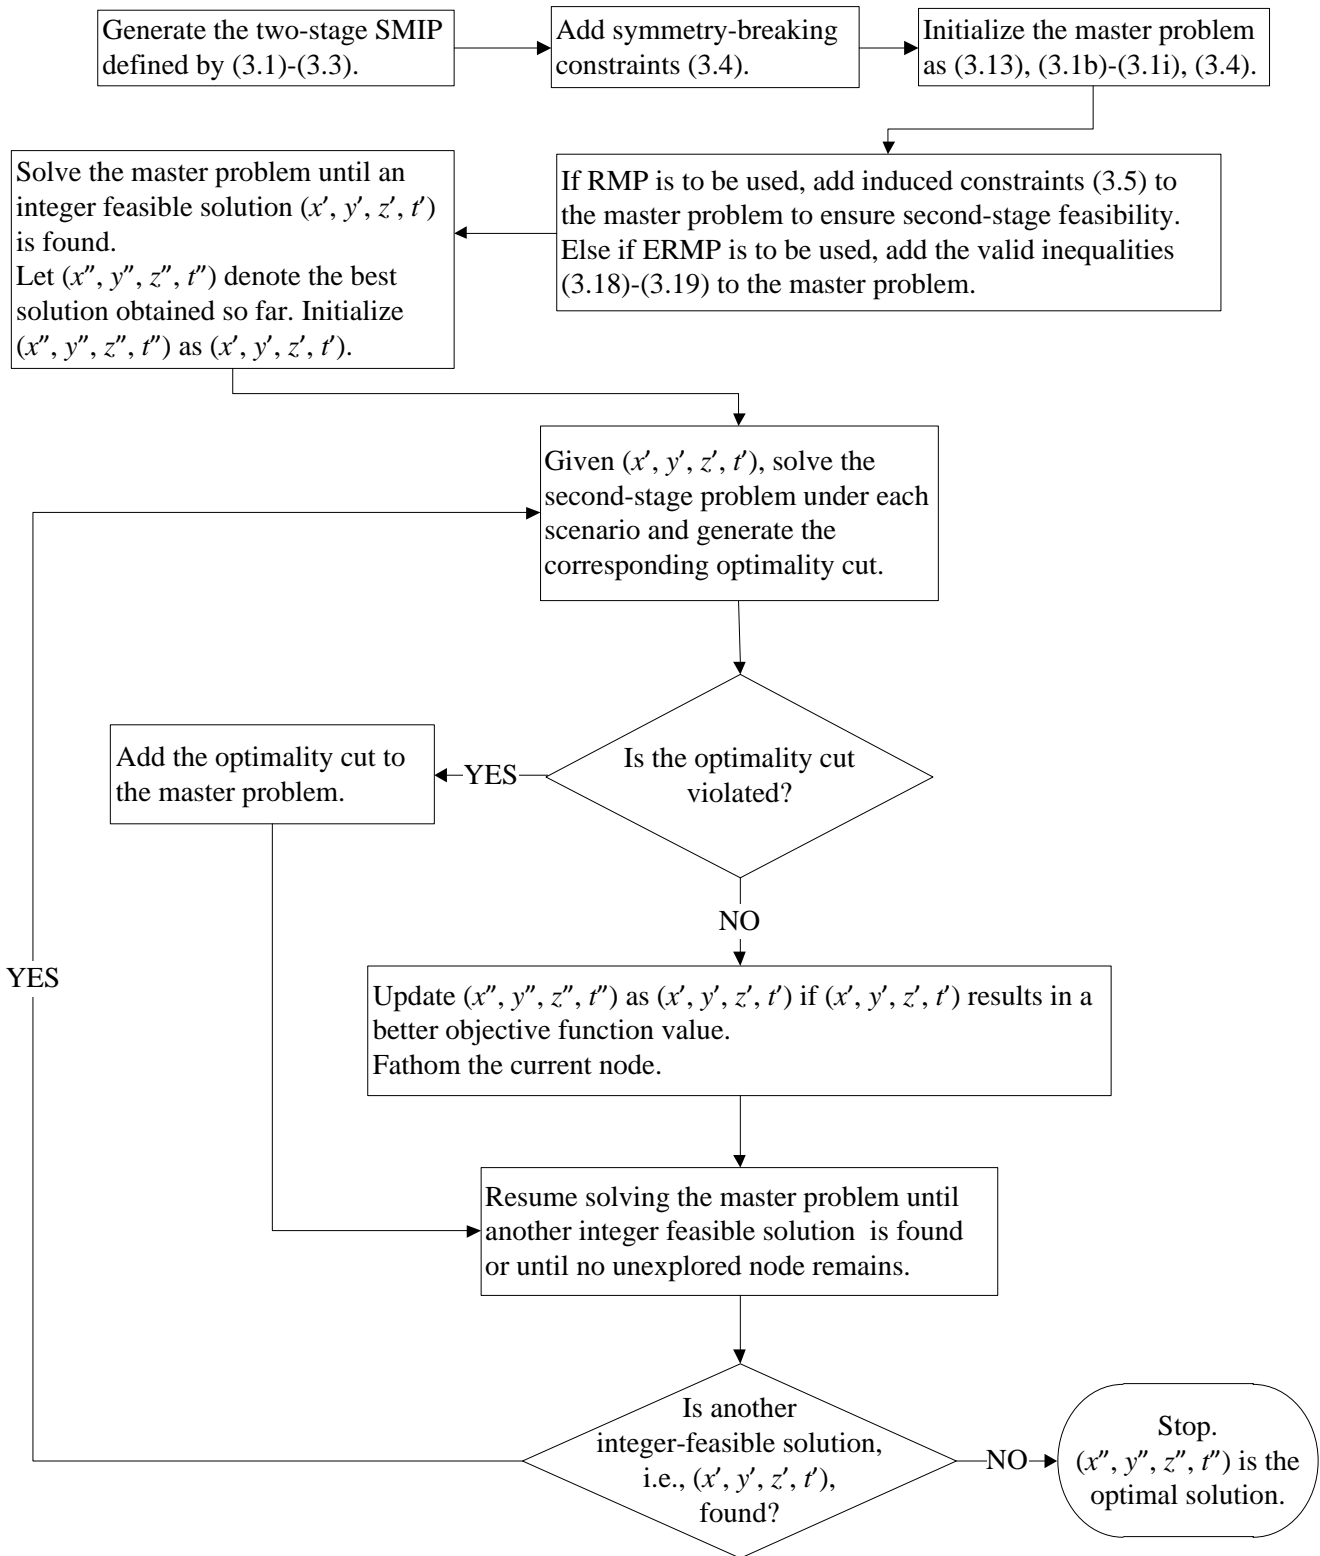 Generate the two-stage SMIP
defined by (3.1)-(3.3).
Add symmetry-breaking
constraints (3.4).
Initialize the master problem
as (3.13), (3.1b)-(3.1i), (3.4).
If RMP is to be used, add induced constraints (3.5) to
the master problem to ensure second-stage feasibility.
Else if ERMP is to be used, add the valid inequalities
(3.18)-(3.19) to the master problem.
Solve the master problem until an
integer feasible solution (x′, y′, z′, t′)
is found.
Let (x″, y″, z″, t″) denote the best
solution obtained so far. Initialize
(x″, y″, z″, t″) as (x′, y′, z′, t′).
Given (x′, y′, z′, t′), solve the
second-stage problem under each
scenario and generate the
corresponding optimality cut.
Is the optimality cut
violated?
YES
Add the optimality cut to
the master problem.
NO
Update (x″, y″, z″, t″) as (x′, y′, z′, t′) if (x′, y′, z′, t′) results in a
better objective function value.
Fathom the current node.
Resume solving the master problem until
another integer feasible solution is found
or until no unexplored node remains.
Is another
integer-feasible solution,
i.e., (x′, y′, z′, t′),
found?
YES
NO
Stop.
(x″, y″, z″, t″) is the
optimal solution.